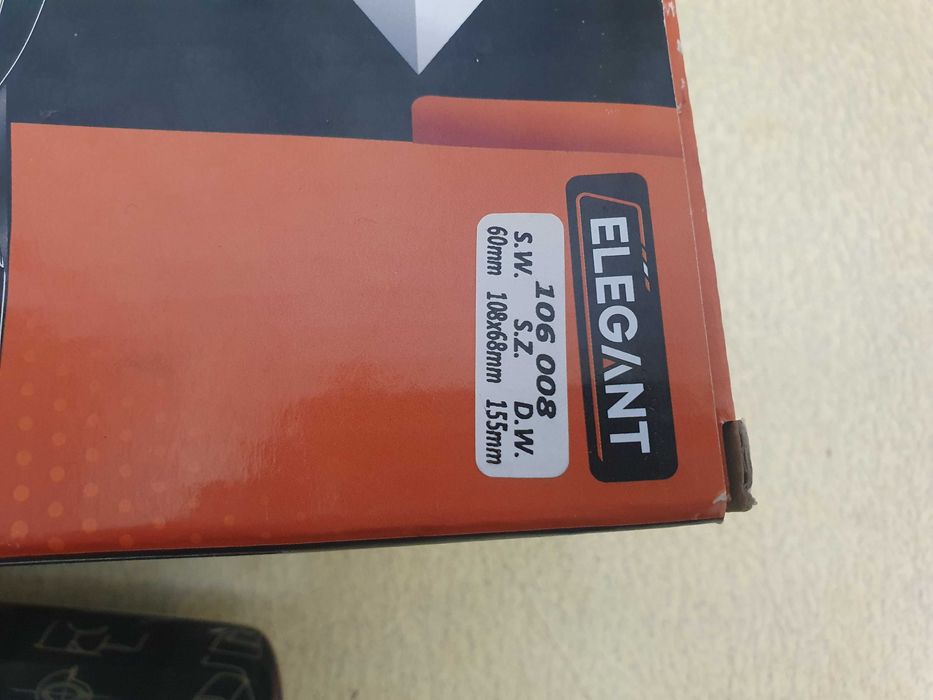 ELEGANT
106 008
S.W. S.Z. D.W.
60mm 108x68mm 155mm